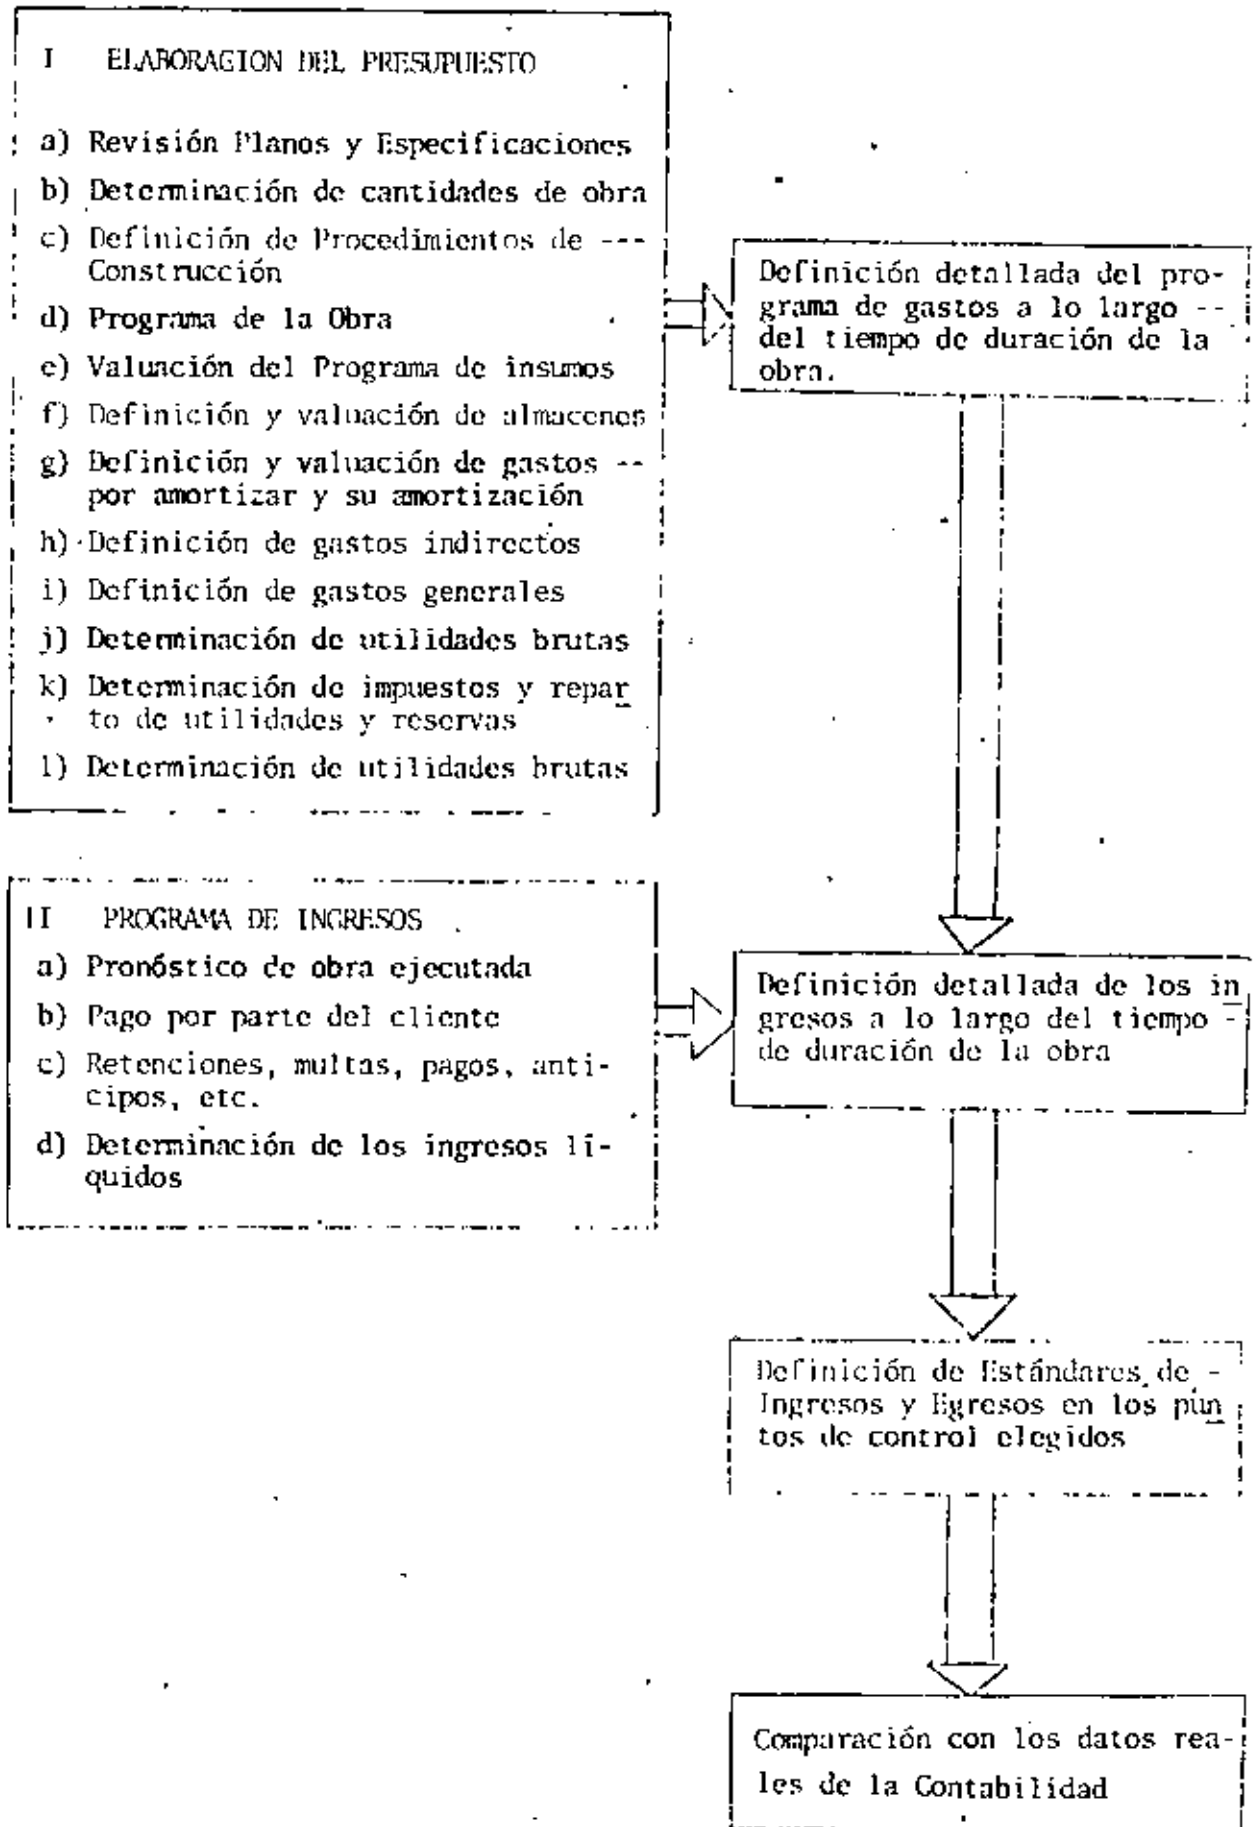 I ELABORACION DEL PRESUPUESTO
a) Revisión Planos y Especificaciones
b) Determinación de cantidades de obra
c) Definición de Procedimientos de ---
Construcción
d) Programa de la Obra
e) Valuación del Programa de insumos
f) Definición y valuación de almacenes
g) Definición y valuación de gastos --
por amortizar y su amortización
h) Definición de gastos indirectos
i) Definición de gastos generales
j) Determinación de utilidades brutas
k) Determinación de impuestos y repar
to de utilidades y reservas
l) Determinación de utilidades brutas
Definición detallada del pro-
grama de gastos a lo largo --
del tiempo de duración de la
obra.
II PROGRAMA DE INGRESOS
a) Pronóstico de obra ejecutada
b) Pago por parte del cliente
c) Retenciones, multas, pagos, anti-
cipos, etc.
d) Determinación de los ingresos lí-
quidos
Definición detallada de los in
gresos a lo largo del tiempo -
de duración de la obra
Definición de Estándares de -
Ingresos y Egresos en los pun
tos de control elegidos
Comparación con los datos rea-
les de la Contabilidad